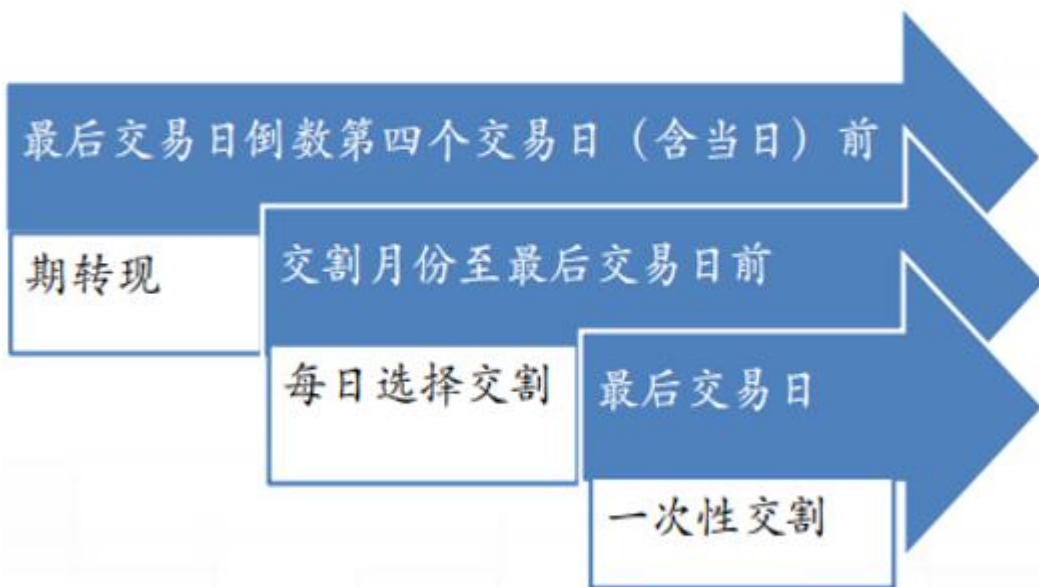 最后交易日倒数第四个交易日（含当日）前
期转现
交割月份至最后交易日前
每日选择交割
最后交易日
一次性交割